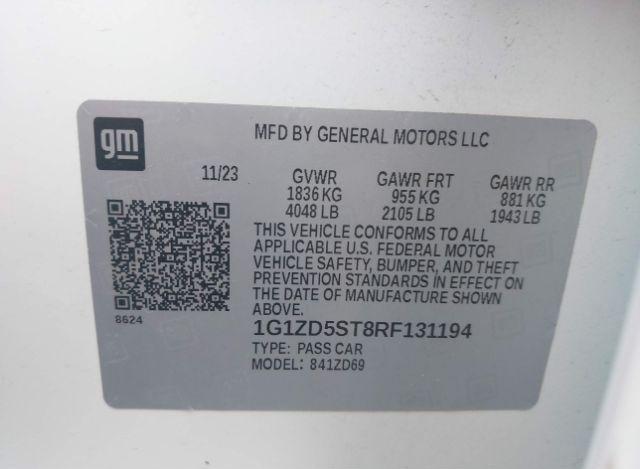 gm
MFD BY GENERAL MOTORS LLC
11/23 GVWR GAWR FRT GAWR RR
1836 KG 955 KG 881 KG
4048 LB 2105 LB 1943 LB
THIS VEHICLE CONFORMS TO ALL
APPLICABLE U.S. FEDERAL MOTOR
VEHICLE SAFETY, BUMPER, AND THEFT
PREVENTION STANDARDS IN EFFECT ON
THE DATE OF MANUFACTURE SHOWN
ABOVE.
8624
1G1ZD5ST8RF131194
TYPE: PASS CAR
MODEL: 841ZD69